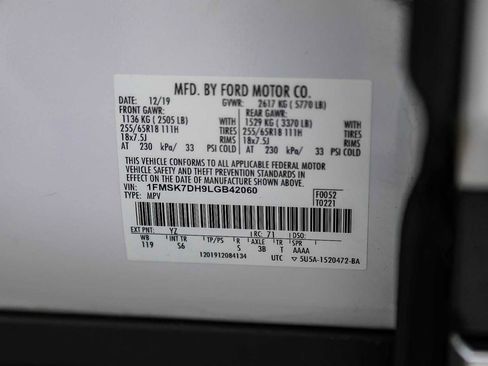 MFD. BY FORD MOTOR CO.
DATE: 12/19 GVWR: 2617 KG ( 5770 LB)
FRONT GAWR: REAR GAWR:
1136 KG ( 2505 LB) WITH 1529 KG ( 3370 LB) WITH
255/65R18 111H TIRES 255/65R18 111H TIRES
18x7.5J RIMS 18x7.5J RIMS
AT 230 kPa/ 33 PSI COLD AT 230 kPa/ 33 PSI COLD
THIS VEHICLE CONFORMS TO ALL APPLICABLE FEDERAL MOTOR
VEHICLE SAFETY AND THEFT PREVENTION STANDARDS IN
EFFECT ON THE DATE OF MANUFACTURE SHOWN ABOVE.
VIN: 1FMSK7DH9LGB42060 F0052
TYPE: MPV T0221
EXT PNT: YZ RC: 71 DSO:
WB INT TR TP/PS R AXLE TR SPR
119 S6 S 3B T AAAA
1201912084134 UTC ▽ 5U5A-1520472-BA